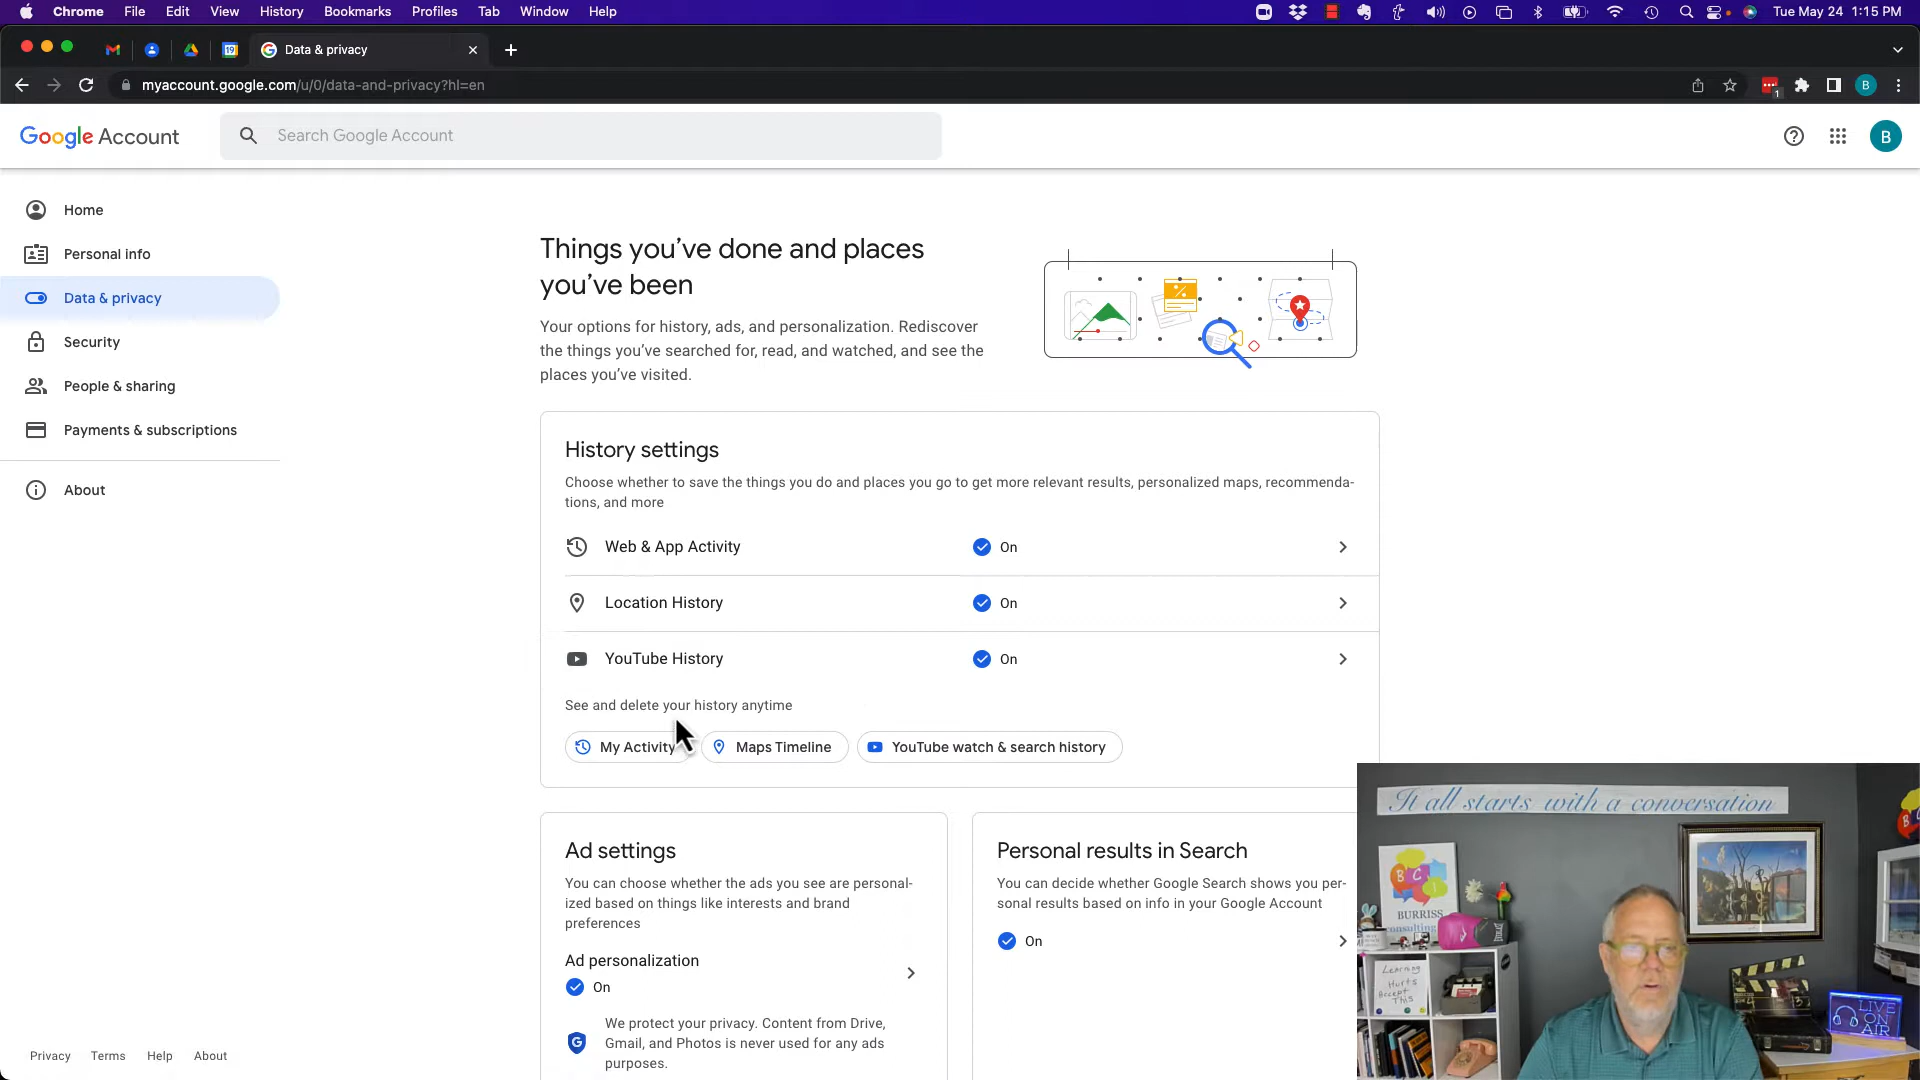 Chrome File Edit View History Bookmarks Profiles Tab Window Help Tue May 24 1:15 PM
19 Data & privacy
myaccount.google.com/u/0/data-and-privacy?hl=en 1 B
Google Account Search Google Account B
Home
Personal info
Data & privacy
Security
People & sharing
Payments & subscriptions
About
Things you've done and places
you've been
Your options for history, ads, and personalization. Rediscover
the things you've searched for, read, and watched, and see the
places you've visited.
History settings
Choose whether to save the things you do and places you go to get more relevant results, personalized maps, recommenda-
tions, and more
Web & App Activity On
Location History On
YouTube History On
See and delete your history anytime
My Activity Maps Timeline YouTube watch & search history
Ad settings
You can choose whether the ads you see are personal-
ized based on things like interests and brand
preferences
Ad personalization
On
We protect your privacy. Content from Drive,
Gmail, and Photos is never used for any ads
purposes.
Personal results in Search
You can decide whether Google Search shows you per-
sonal results based on info in your Google Account
On
Privacy Terms Help About
It all starts with a conversation
B C I
BURRISS
Learning
Hurts
Accept
This
LIVE
ON
AIR